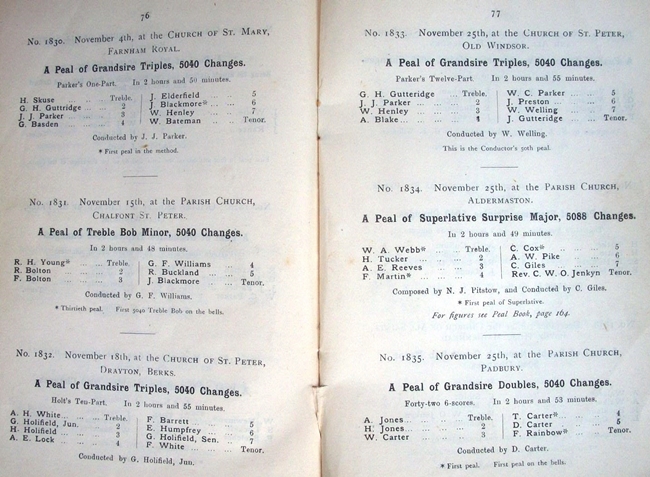 76
No. 1830. November 4th, at the Church of St. Mary,
Farnham Royal.
A Peal of Grandsire Triples, 5040 Changes.
Parker's One-Part. In 2 hours and 50 minutes.
H. Skuse ... Treble. J. Elderfield ... 5
G. H. Guttridge ... 2 J. Blackmore* ... 6
J. J. Parker ... 3 W. Henley ... 7
G. Basden ... 4 W. Bateman ... Tenor.
Conducted by J. J. Parker.
* First peal in the method.
No. 1831. November 15th, at the Parish Church,
Chalfont St. Peter.
A Peal of Treble Bob Minor, 5040 Changes.
In 2 hours and 48 minutes.
R. H. Young* ... Treble. G. F. Williams ... 4
R. Bolton ... 2 R. Buckland ... 5
F. Bolton ... 3 J. Blackmore ... Tenor.
Conducted by G. F. Williams.
* Thirtieth peal. First 5040 Treble Bob on the bells.
No. 1832. November 18th, at the Church of St. Peter,
Drayton, Berks.
A Peal of Grandsire Triples, 5040 Changes.
Holt's Ten-Part. In 2 hours and 55 minutes.
A. H. White ... Treble. F. Barrett ... 5
G. Holifield, Jun. 2 E. Humphrey ... 6
H. Holifield ... 3 G. Holifield, Sen. ... 7
A. E. Lock ... 4 F. White ... Tenor.
Conducted by G. Holifield, Jun.
77
No. 1833. November 25th, at the Church of St. Peter,
Old Windsor.
A Peal of Grandsire Triples, 5040 Changes.
Parker's Twelve-Part In 2 hours and 55 minutes.
G. H. Gutteridge ... Treble. W. C. Parker ... 5
J. J. Parker ... 2 J. Preston ... 6
W. Henley ... 3 W. Welling ... 7
A. Blake ... 4 J. Gutteridge ... Tenor.
Conducted by W. Welling.
This is the Conductor's 50th peal.
No. 1834. November 25th, at the Parish Church,
Aldermaston.
A Peal of Superlative Surprise Major, 5088 Changes.
In 2 hours and 49 minutes.
W. A. Webb* ... Treble. C. Cox* ... 5
H. Tucker ... 2 A. W. Pike ... 6
A. E. Reeves ... 3 C. Giles ... 7
F. Martin* ... 4 Rev. C. W. O. Jenkyn Tenor.
Composed by N. J. Pitstow, and Conducted by C. Giles.
* First peal of Superlative.
For figures see Peal Book, page 164.
No. 1835. November 25th, at the Parish Church,
Padbury.
A Peal of Grandsire Doubles, 5040 Changes.
Forty-two 6-scores. In 2 hours and 53 minutes.
A. Jones ... Treble. T. Carter* ... 4
H. Jones ... 2 D. Carter ... 5
W. Carter ... 3 F. Rainbow* ... Tenor.
Conducted by D. Carter.
* First peal. First peal on the bells.